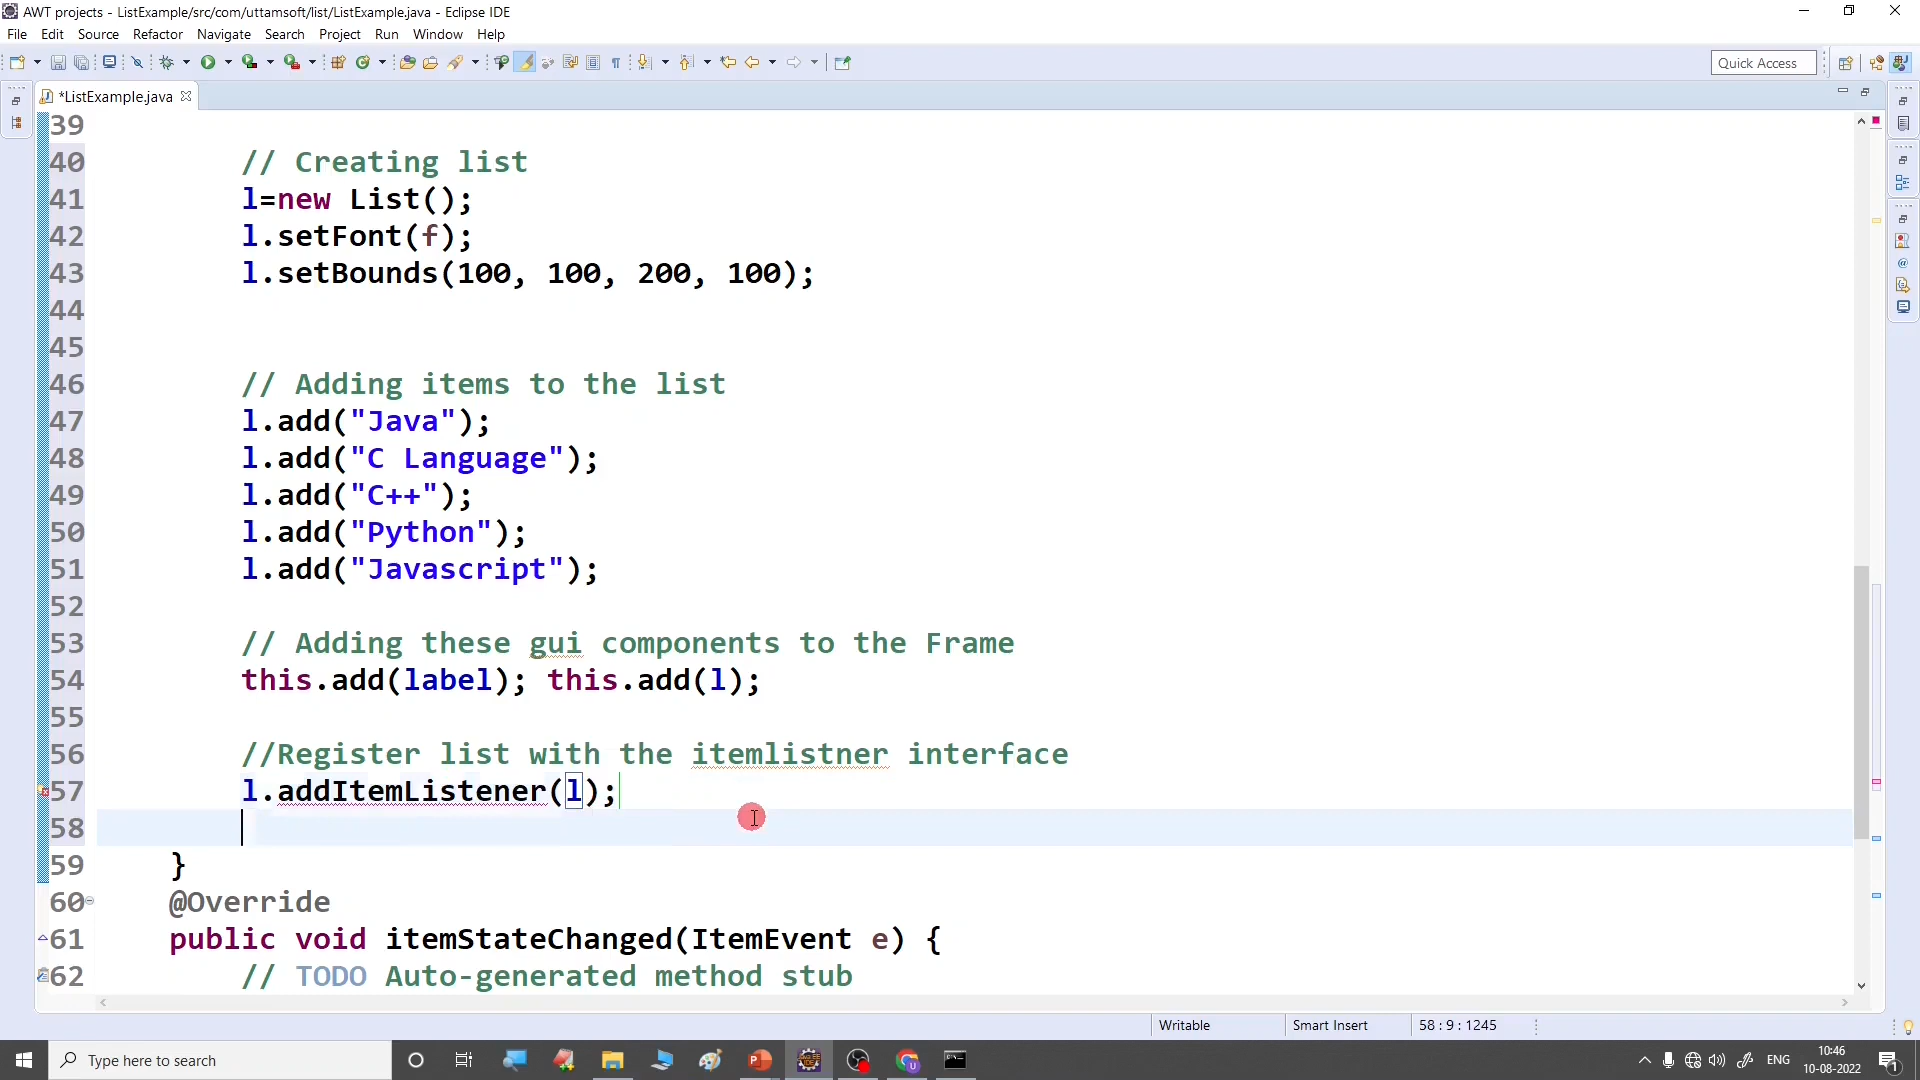 AWT projects - ListExample/src/com/uttamsoft/list/ListExample.java - Eclipse IDE
File Edit Source Refactor Navigate Search Project Run Window Help
Quick Access
*ListExample.java
39
40 // Creating list
41 l=new List();
42 l.setFont(f);
43 l.setBounds(100, 100, 200, 100);
44
45
46 // Adding items to the list
47 l.add("Java");
48 l.add("C Language");
49 l.add("C++");
50 l.add("Python");
51 l.add("Javascript");
52
53 // Adding these gui components to the Frame
54 this.add(label); this.add(l);
55
56 //Register list with the itemlistner interface
57 l.addItemListener(l);
58
59 }
60 @Override
61 public void itemStateChanged(ItemEvent e) {
62 // TODO Auto-generated method stub
Writable Smart Insert 58 : 9 : 1245
Type here to search
ENG
10:46
10-08-2022
1